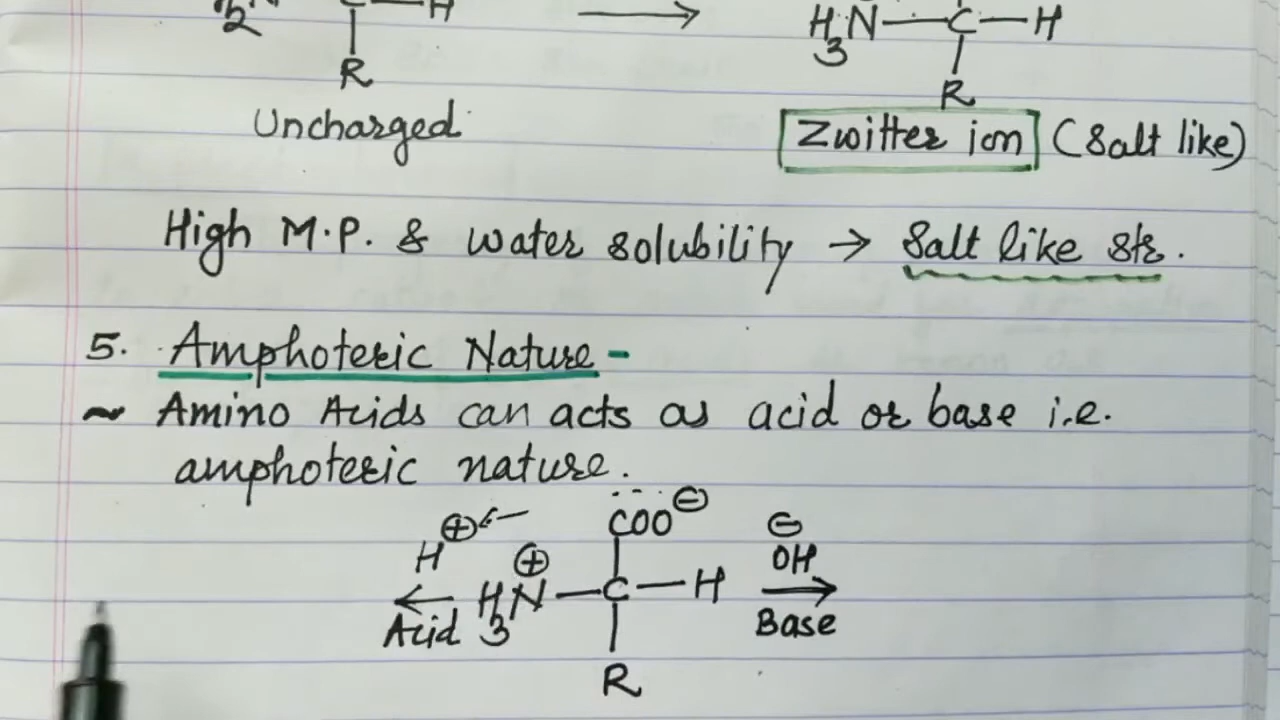 H₂N C—H → H₃N—C—H
R R
Uncharged Zwitter ion (Salt like)
High M.P. & water solubility → Salt like str.
5. Amphoteric Nature -
~ Amino Acids can acts as acid or base i.e.
amphoteric nature.
COO⊖ ⊖
H⊕ ← ⊕ OH
← H₃N—C—H →
Acid Base
R